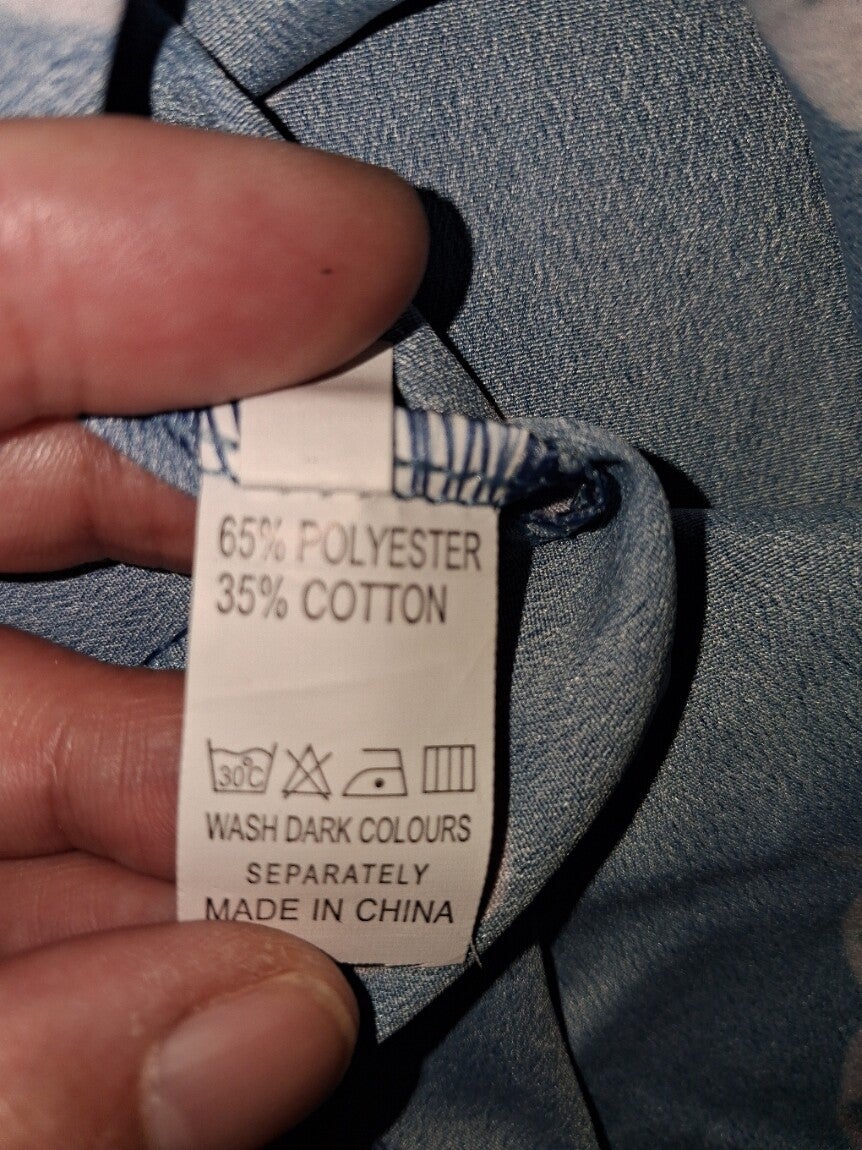 65% POLYESTER
35% COTTON
30°C
WASH DARK COLOURS
SEPARATELY
MADE IN CHINA